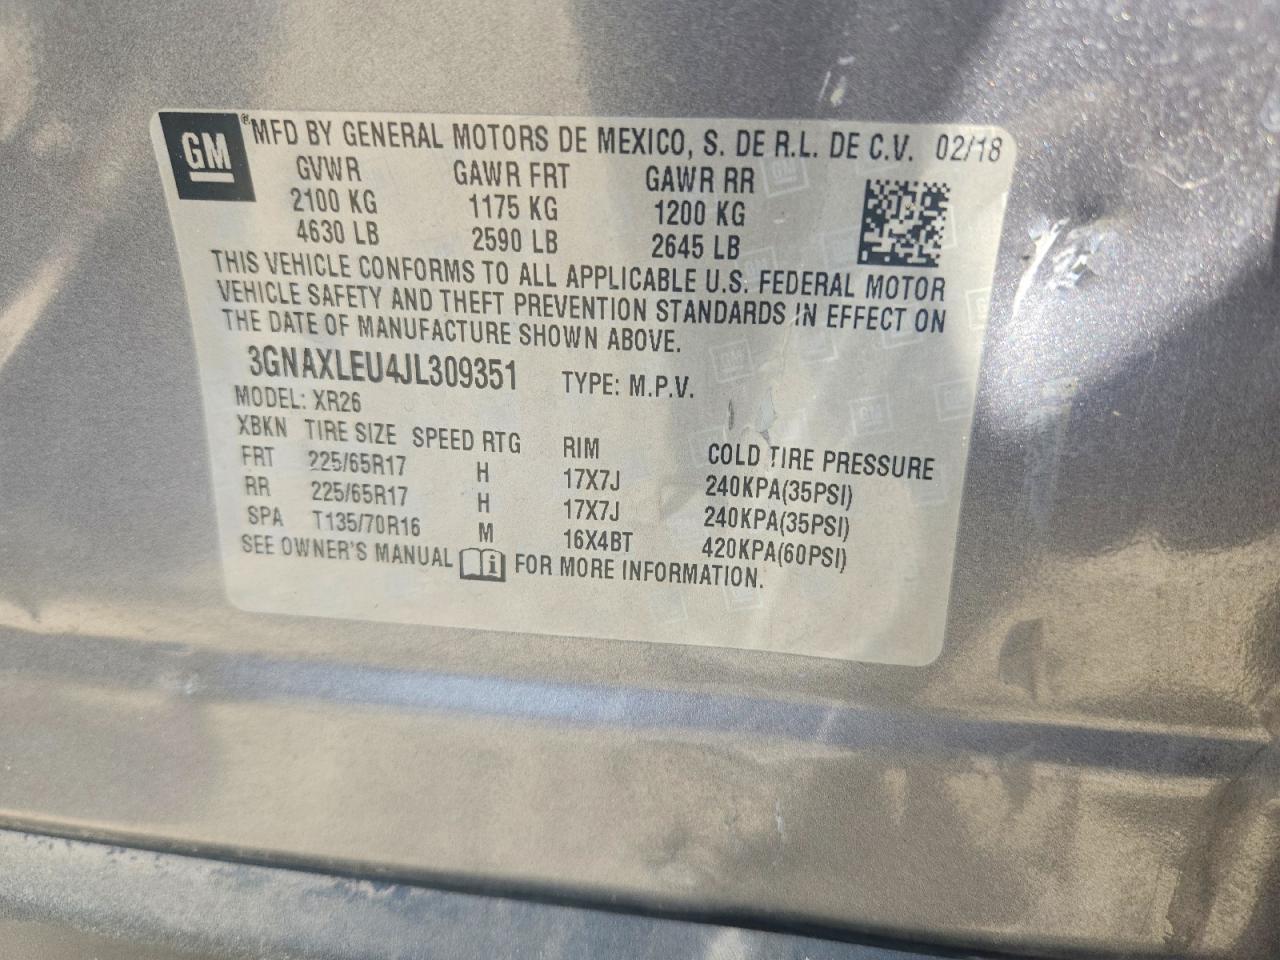 GM ® MFD BY GENERAL MOTORS DE MEXICO, S. DE R.L. DE C.V. 02/18
GVWR GAWR FRT GAWR RR
2100 KG 1175 KG 1200 KG
4630 LB 2590 LB 2645 LB
THIS VEHICLE CONFORMS TO ALL APPLICABLE U.S. FEDERAL MOTOR
VEHICLE SAFETY AND THEFT PREVENTION STANDARDS IN EFFECT ON
THE DATE OF MANUFACTURE SHOWN ABOVE.
3GNAXLEU4JL309351 TYPE: M.P.V.
MODEL: XR26
XBKN TIRE SIZE SPEED RTG RIM COLD TIRE PRESSURE
FRT 225/65R17 H 17X7J 240KPA(35PSI)
RR 225/65R17 H 17X7J 240KPA(35PSI)
SPA T135/70R16 M 16X4BT 420KPA(60PSI)
SEE OWNER'S MANUAL i FOR MORE INFORMATION.